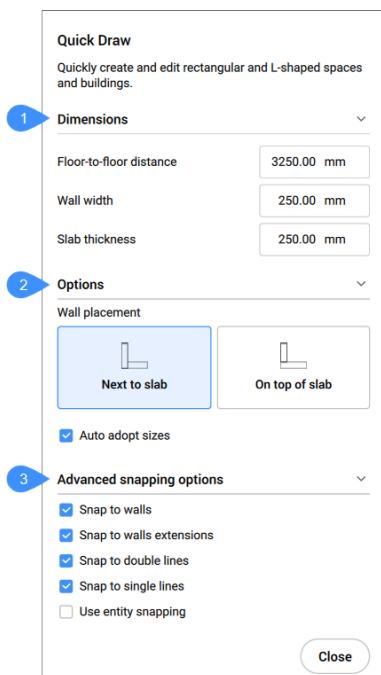 Quick Draw
Quickly create and edit rectangular and L-shaped spaces
and buildings.
1
Dimensions
Floor-to-floor distance 3250.00 mm
Wall width 250.00 mm
Slab thickness 250.00 mm
2
Options
Wall placement
Next to slab On top of slab
Auto adopt sizes
3
Advanced snapping options
Snap to walls
Snap to walls extensions
Snap to double lines
Snap to single lines
Use entity snapping
Close